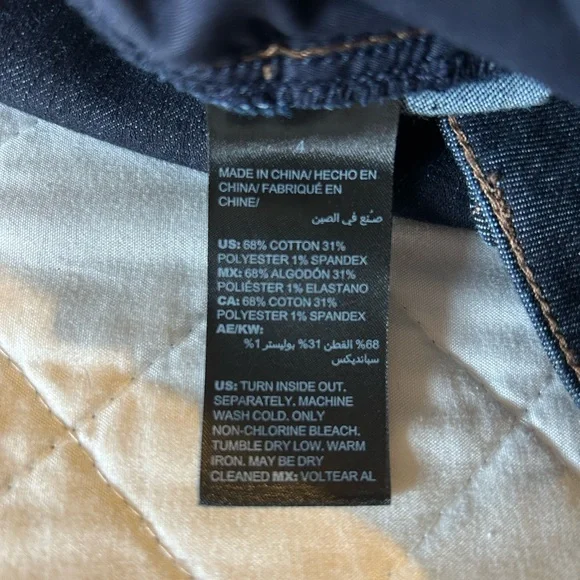 4
MADE IN CHINA/ HECHO EN
CHINA/ FABRIQUÉ EN
CHINE/
صنع في الصين
US: 68% COTTON 31%
POLYESTER 1% SPANDEX
MX: 68% ALGODÓN 31%
POLIÉSTER 1% ELASTANO
CA: 68% COTON 31%
POLYESTER 1% SPANDEX
AE/KW:
68% القطن 31% بوليستر 1%
سبانديكس
US: TURN INSIDE OUT.
SEPARATELY. MACHINE
WASH COLD. ONLY
NON-CHLORINE BLEACH.
TUMBLE DRY LOW. WARM
IRON. MAY BE DRY
CLEANED MX: VOLTEAR AL